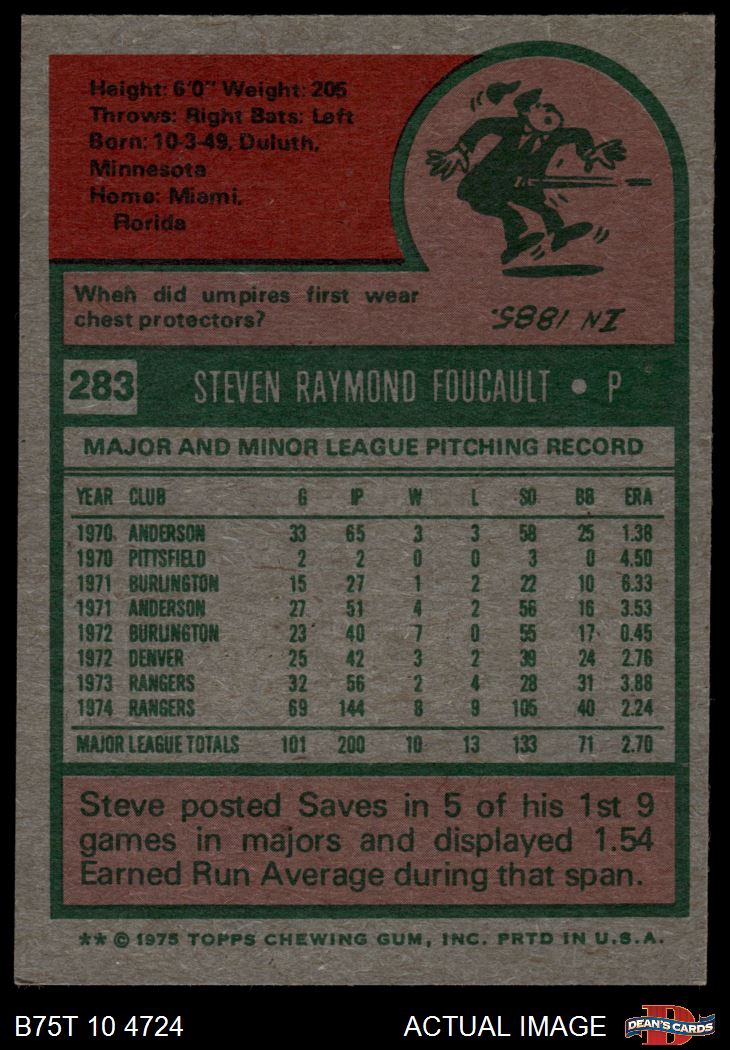 Height: 6'0" Weight: 205
Throws: Right Bats: Left
Born: 10-3-49, Duluth,
Minnesota
Home: Miami,
Florida
When did umpires first wear
chest protectors?
IN 1885.
283 STEVEN RAYMOND FOUCAULT • P
MAJOR AND MINOR LEAGUE PITCHING RECORD
YEAR CLUB G IP W L SO BB ERA
1970 ANDERSON 33 65 3 3 58 25 1.38
1970 PITTSFIELD 2 2 0 0 3 0 4.50
1971 BURLINGTON 15 27 1 2 22 10 6.33
1971 ANDERSON 27 51 4 2 56 16 3.53
1972 BURLINGTON 23 40 7 0 55 17 0.45
1972 DENVER 25 42 3 2 39 24 2.76
1973 RANGERS 32 56 2 4 28 31 3.88
1974 RANGERS 69 144 8 9 105 40 2.24
MAJOR LEAGUE TOTALS 101 200 10 13 133 71 2.70
Steve posted Saves in 5 of his 1st 9
games in majors and displayed 1.54
Earned Run Average during that span.
** © 1975 TOPPS CHEWING GUM, INC. PRTD IN U.S.A.
B75T 10 4724 ACTUAL IMAGE D DEAN'S CARDS